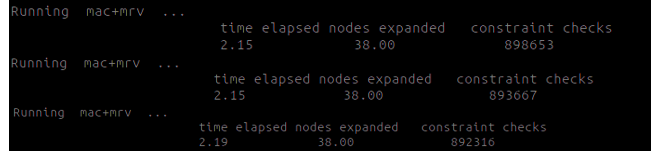 Running mac+mrv ...
time elapsed nodes expanded constraint checks
2.15 38.00 898653
Running mac+mrv ...
time elapsed nodes expanded constraint checks
2.15 38.00 893667
Running mac+mrv ...
time elapsed nodes expanded constraint checks
2.19 38.00 892316